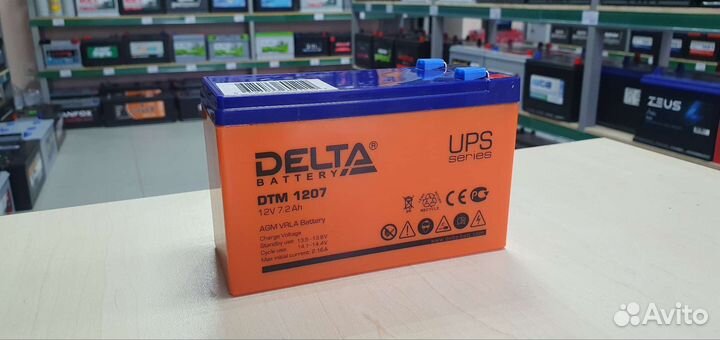 DELTA®
BATTERY
DTM 1207
12V 7.2Ah
AGM VRLA Battery
Charge Voltage
Standby use: 13.5 - 13.8V
Cycle use: 14.1 - 14.4V
Max initial current: 2.16A
UPS
series
RECYCLE
ZEUS
Avito